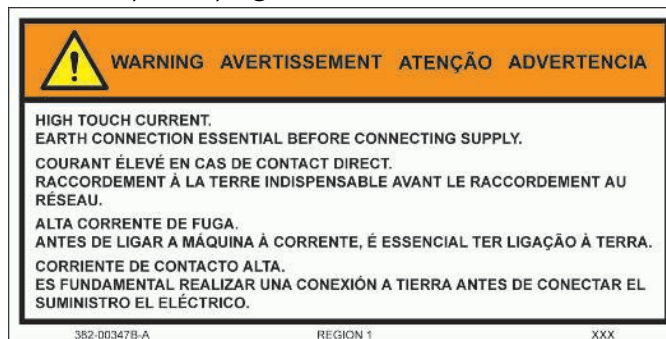 WARNING AVERTISSEMENT ATENÇÃO ADVERTENCIA
HIGH TOUCH CURRENT.
EARTH CONNECTION ESSENTIAL BEFORE CONNECTING SUPPLY.
COURANT ÉLEVÉ EN CAS DE CONTACT DIRECT.
RACCORDEMENT À LA TERRE INDISPENSABLE AVANT LE RACCORDEMENT AU
RÉSEAU.
ALTA CORRENTE DE FUGA.
ANTES DE LIGAR A MÁQUINA À CORRENTE, É ESSENCIAL TER LIGAÇÃO À TERRA.
CORRIENTE DE CONTACTO ALTA.
ES FUNDAMENTAL REALIZAR UNA CONEXIÓN A TIERRA ANTES DE CONECTAR EL
SUMINISTRO EL ELÉCTRICO.
382-00347B-A REGION 1 XXX